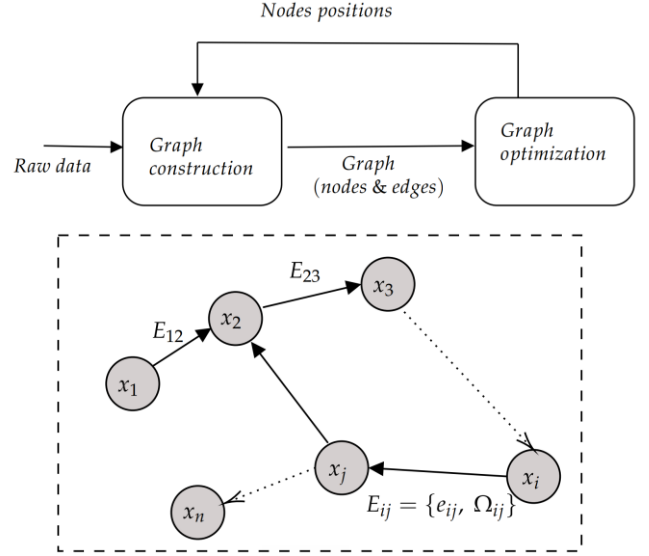 Nodes positions
Graph
construction
Graph
optimization
Raw data
Graph
(nodes & edges)
E₂₃
x₃
E₁₂
x₂
x₁
xⱼ
xᵢ
Eᵢⱼ = {eᵢⱼ, Ωᵢⱼ}
xₙ